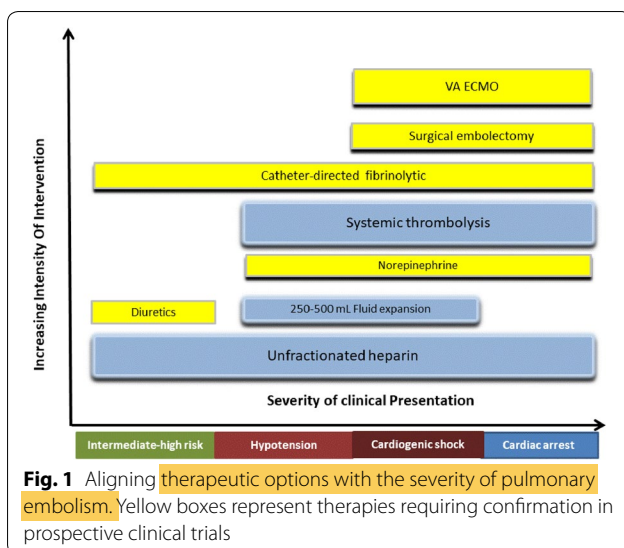 Increasing Intensity Of Intervention
VA ECMO
Surgical embolectomy
Catheter-directed fibrinolytic
Systemic thrombolysis
Norepinephrine
Diuretics
250-500 mL Fluid expansion
Unfractionated heparin
Severity of clinical Presentation
Intermediate-high risk
Hypotension
Cardiogenic shock
Cardiac arrest
Fig. 1 Aligning therapeutic options with the severity of pulmonary
embolism. Yellow boxes represent therapies requiring confirmation in
prospective clinical trials